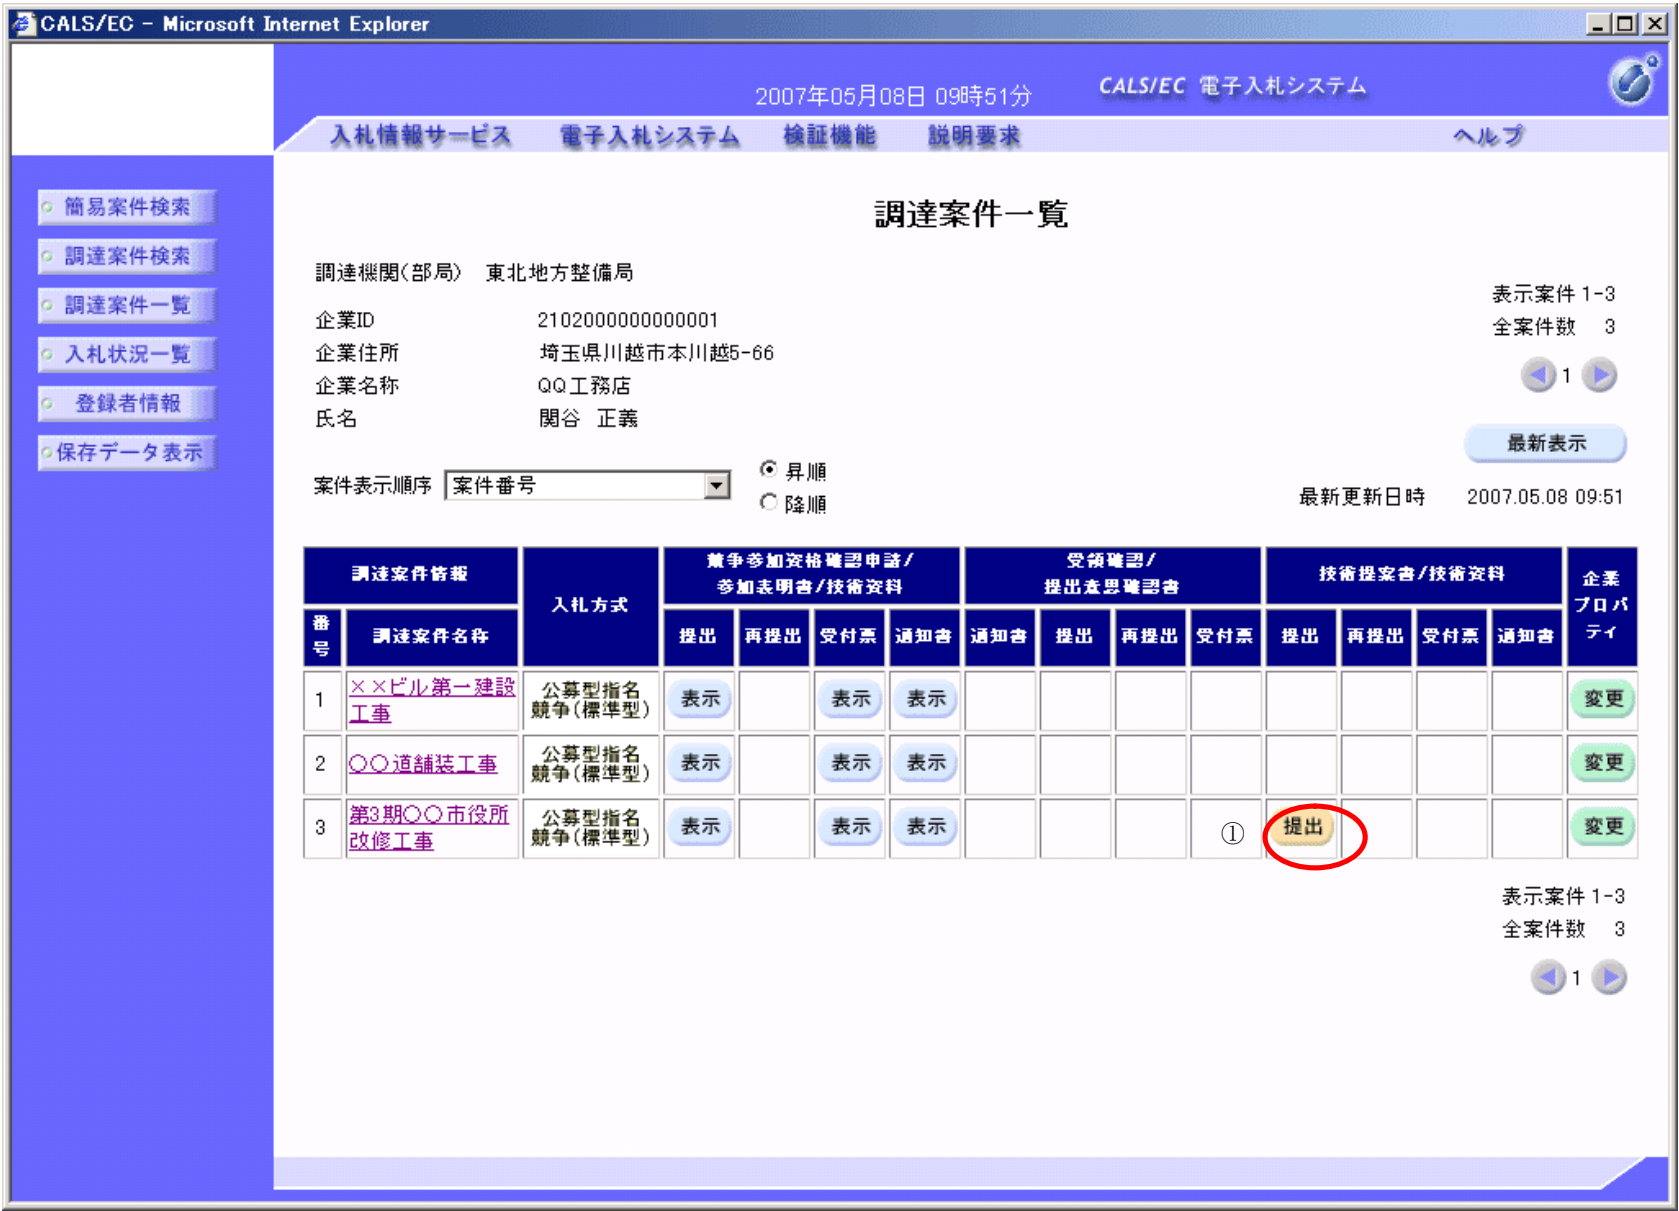 CALS/EC - Microsoft Internet Explorer
2007年05月08日 09時51分
CALS/EC 電子入札システム
入札情報サービス 電子入札システム 検証機能 説明要求 ヘルプ
簡易案件検索
調達案件検索
調達案件一覧
入札状況一覧
登録者情報
保存データ表示
調達案件一覧
調達機関(部局) 東北地方整備局
企業ID 2102000000000001
企業住所 埼玉県川越市本川越5-66
企業名称 QQ工務店
氏名 関谷 正義
表示案件 1-3
全案件数 3
1
最新表示
案件表示順序 案件番号
昇順
降順
最新更新日時 2007.05.08 09:51
調達案件情報 入札方式 競争参加資格確認申請/参加表明書/技術資料 受領確認/提出意思確認書 技術提案書/技術資料 企業プロパティ
番号 調達案件名称 提出 再提出 受付票 通知書 通知書 提出 再提出 受付票 提出 再提出 受付票 通知書
1 ××ビル第一建設工事 公募型指名競争(標準型) 表示 表示 表示 変更
2 〇〇道舗装工事 公募型指名競争(標準型) 表示 表示 表示 変更
3 第3期〇〇市役所改修工事 公募型指名競争(標準型) 表示 表示 表示 ① 提出 変更
表示案件 1-3
全案件数 3
1